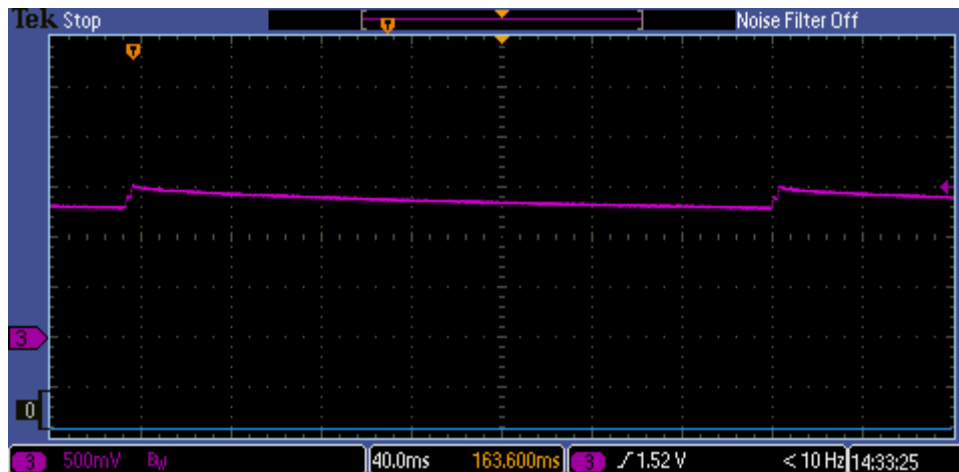 Tek Stop Noise Filter Off
T
T
3
0
3 500mV BW 40.0ms 163.600ms 3 1.52 V < 10 Hz 14:33:25